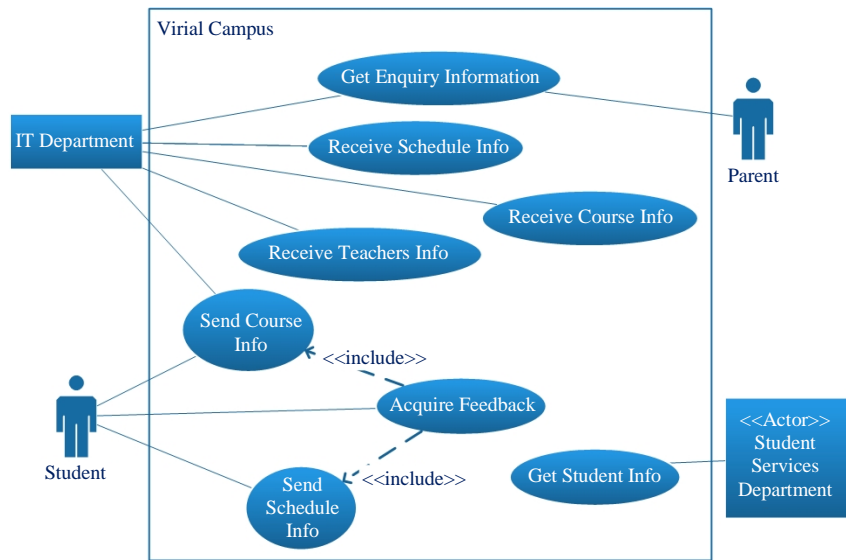 Virial Campus
Get Enquiry Information
IT Department
Receive Schedule Info
Parent
Receive Course Info
Receive Teachers Info
Send Course
Info
<<include>>
Acquire Feedback
<<Actor>>
Student
Services
Department
Student
Get Student Info
<<include>>
Send
Schedule
Info